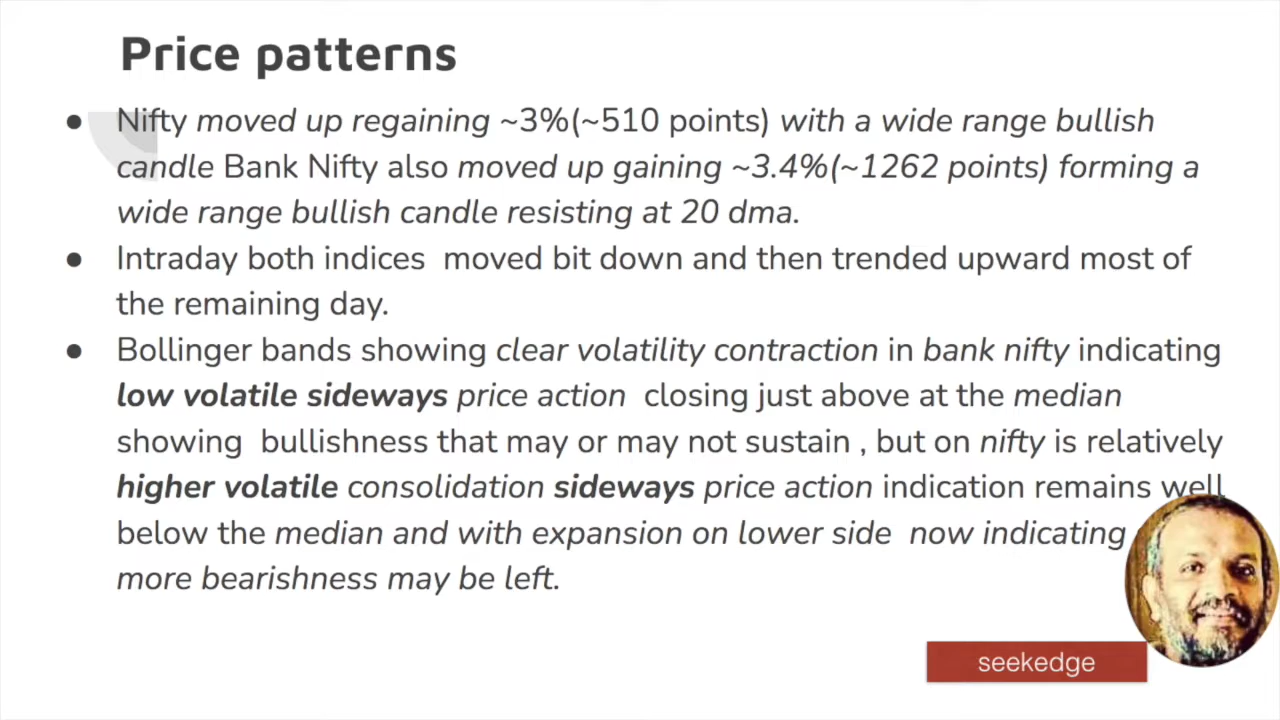 Price patterns
● Nifty moved up regaining ~3%(~510 points) with a wide range bullish
candle Bank Nifty also moved up gaining ~3.4%(~1262 points) forming a
wide range bullish candle resisting at 20 dma.
● Intraday both indices moved bit down and then trended upward most of
the remaining day.
● Bollinger bands showing clear volatility contraction in bank nifty indicating
low volatile sideways price action closing just above at the median
showing bullishness that may or may not sustain , but on nifty is relatively
higher volatile consolidation sideways price action indication remains well
below the median and with expansion on lower side now indicating
more bearishness may be left.
seekedge